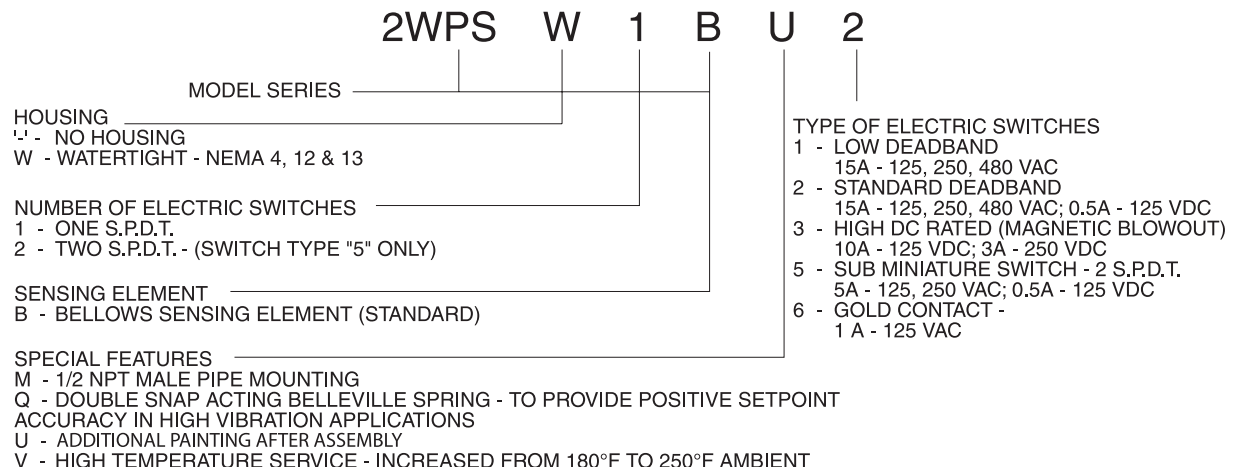 2WPS W 1 B U 2
MODEL SERIES
HOUSING
'-' - NO HOUSING
W - WATERTIGHT - NEMA 4, 12 & 13
NUMBER OF ELECTRIC SWITCHES
1 - ONE S.P.D.T.
2 - TWO S.P.D.T. - (SWITCH TYPE "5" ONLY)
SENSING ELEMENT
B - BELLOWS SENSING ELEMENT (STANDARD)
SPECIAL FEATURES
M - 1/2 NPT MALE PIPE MOUNTING
Q - DOUBLE SNAP ACTING BELLEVILLE SPRING - TO PROVIDE POSITIVE SETPOINT
ACCURACY IN HIGH VIBRATION APPLICATIONS
U - ADDITIONAL PAINTING AFTER ASSEMBLY
V - HIGH TEMPERATURE SERVICE - INCREASED FROM 180°F TO 250°F AMBIENT
TYPE OF ELECTRIC SWITCHES
1 - LOW DEADBAND
15A - 125, 250, 480 VAC
2 - STANDARD DEADBAND
15A - 125, 250, 480 VAC; 0.5A - 125 VDC
3 - HIGH DC RATED (MAGNETIC BLOWOUT)
10A - 125 VDC; 3A - 250 VDC
5 - SUB MINIATURE SWITCH - 2 S.P.D.T.
5A - 125, 250 VAC; 0.5A - 125 VDC
6 - GOLD CONTACT -
1 A - 125 VAC